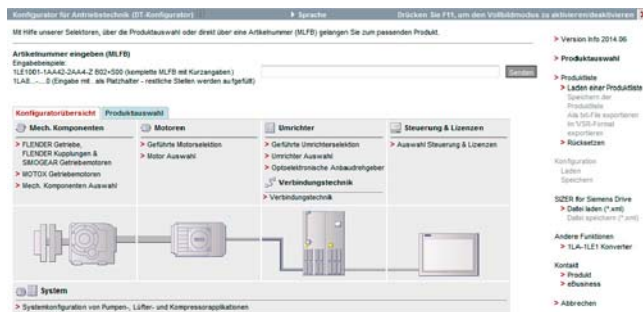 Konfigurator für Antriebstechnik (DT-Konfigurator)
Sprache
Drücken Sie F11, um den Vollbildmodus zu aktivieren/deaktivieren
Mit Hilfe unserer Selektoren, über die Produktauswahl oder direkt über eine Artikelnummer (MLFB) gelangen Sie zum passenden Produkt.
Artikelnummer eingeben (MLFB)
Eingabebeispiele:
1LE1001-1AA42-2AA4-Z B02+S00 (komplette MLFB mit Kurzangaben)
1LA8...-...0 (Eingabe mit . als Platzhalter - restliche Stellen werden aufgefüllt)
Senden
Konfiguratorübersicht
Produktauswahl
Mech. Komponenten
> FLENDER Getriebe,
FLENDER Kupplungen &
SIMOGEAR Getriebemotoren
> MOTOX Getriebemotoren
> Mech. Komponenten Auswahl
Motoren
> Geführte Motorselektion
> Motor Auswahl
Umrichter
> Geführte Umrichterselektion
> Umrichter Auswahl
> Optoelektronische Anbaudrehgeber
Verbindungstechnik
> Verbindungstechnik
Steuerung & Lizenzen
> Auswahl Steuerung & Lizenzen
System
> Systemkonfiguration von Pumpen-, Lüfter- und Kompressorapplikationen
> Version Info 2014.06
> Produktauswahl
> Produktliste
> Laden einer Produktliste
Speichern der
Produktliste
Als txt-File exportieren
Im VSR-Format
exportieren
> Rücksetzen
Konfiguration
Laden
Speichern
SIZER for Siemens Drive
> Datei laden (*.xml)
Datei speichern (*.xml)
Andere Funktionen
> 1LA-1LE1 Konverter
Kontakt
> Produkt
> eBusiness
> Abbrechen